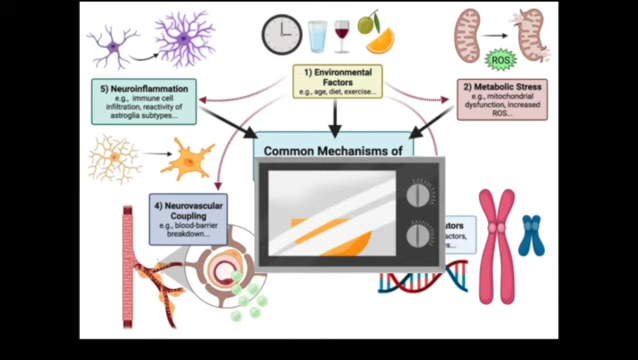 1) Environmental
Factors
e.g., age, diet, exercise...
ROS
5) Neuroinflammation
e.g., immune cell
infiltration, reactivity of
astroglia subtypes...
2) Metabolic Stress
e.g., mitochondrial
dysfunction, increased
ROS...
Common Mechanisms of
4) Neurovascular
Coupling
e.g., blood-barrier
breakdown...